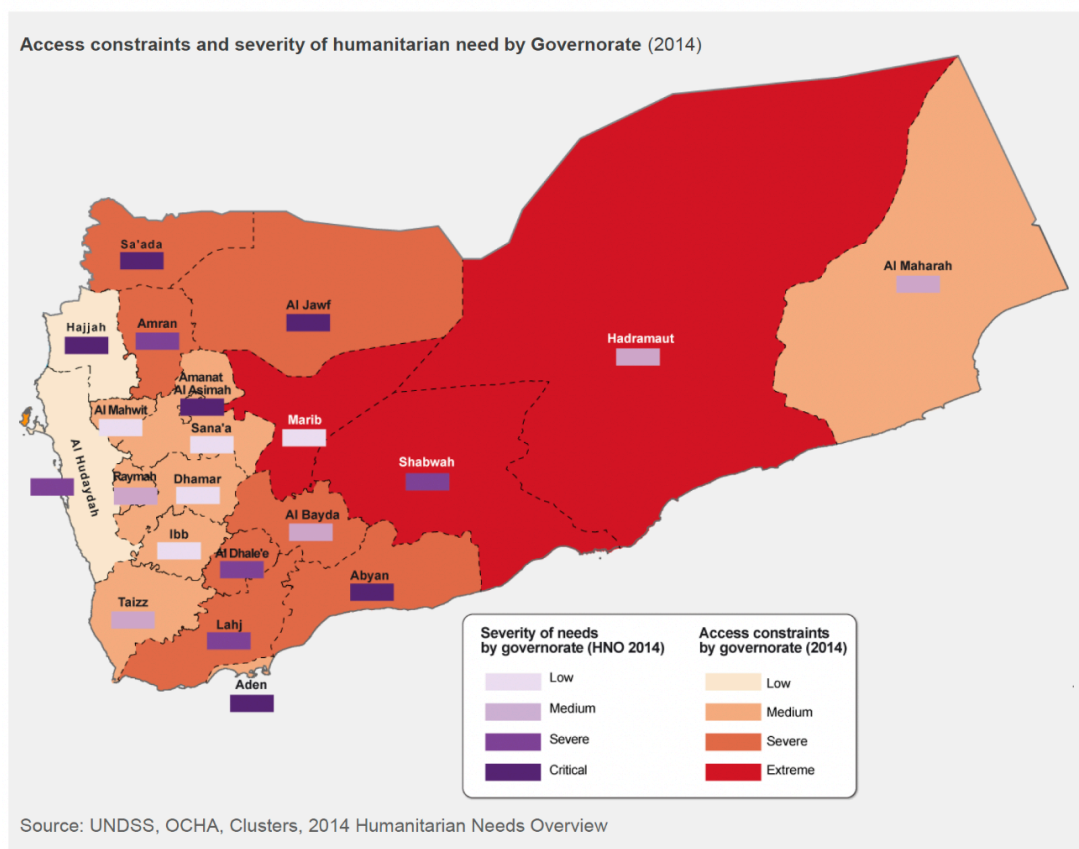 Access constraints and severity of humanitarian need by Governorate (2014)
Sa'ada
Al Jawf
Al Maharah
Hajjah
Amran
Hadramaut
Amanat
Al Asimah
Al Mahwit
Marib
Sana'a
Al Hudaydah
Shabwah
Raymah
Dhamar
Al Bayda
Ibb
Al Dhale'e
Abyan
Taizz
Lahj
Aden
Severity of needs
by governorate (HNO 2014)
Low
Medium
Severe
Critical
Access constraints
by governorate (2014)
Low
Medium
Severe
Extreme
Source: UNDSS, OCHA, Clusters, 2014 Humanitarian Needs Overview